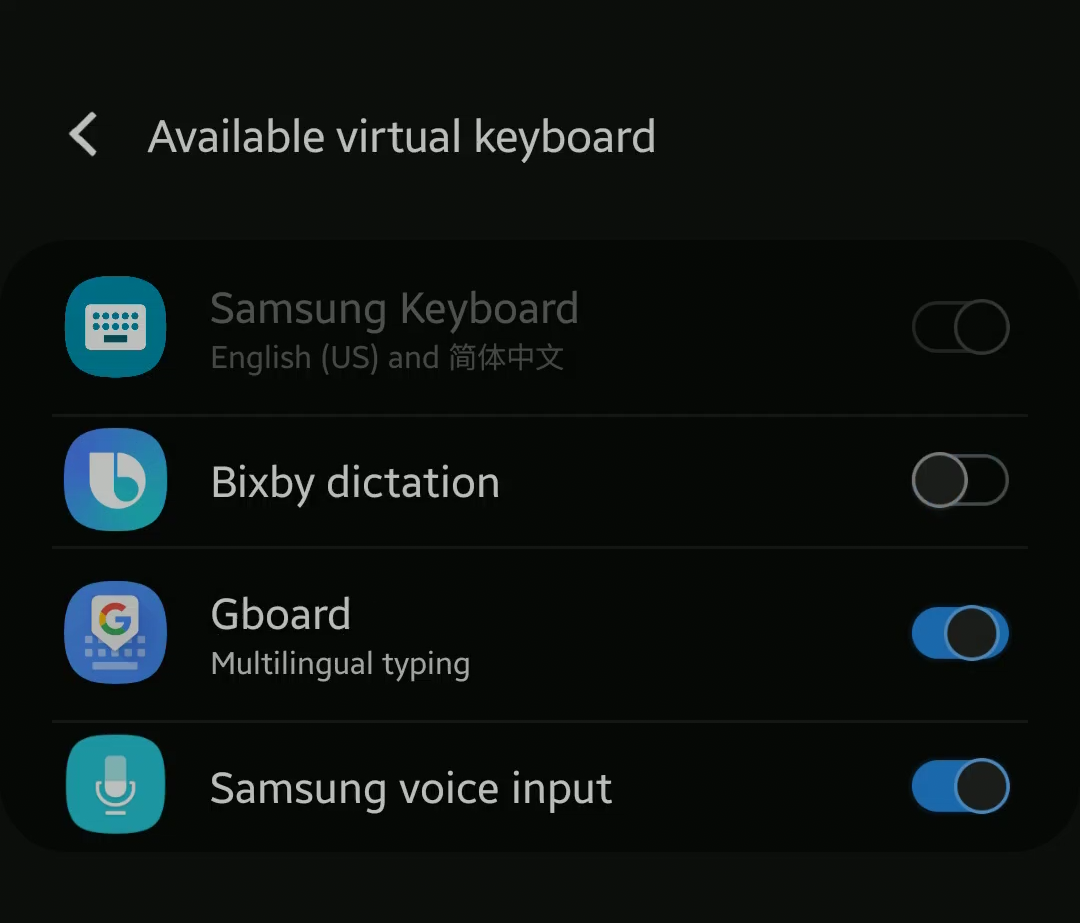 Available virtual keyboard
Samsung Keyboard
English (US) and 简体中文
Bixby dictation
Gboard
Multilingual typing
Samsung voice input